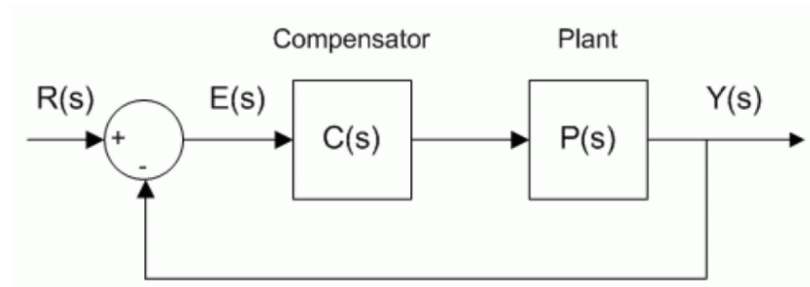 Compensator Plant
R(s) E(s) Y(s)
+ C(s) P(s)
-